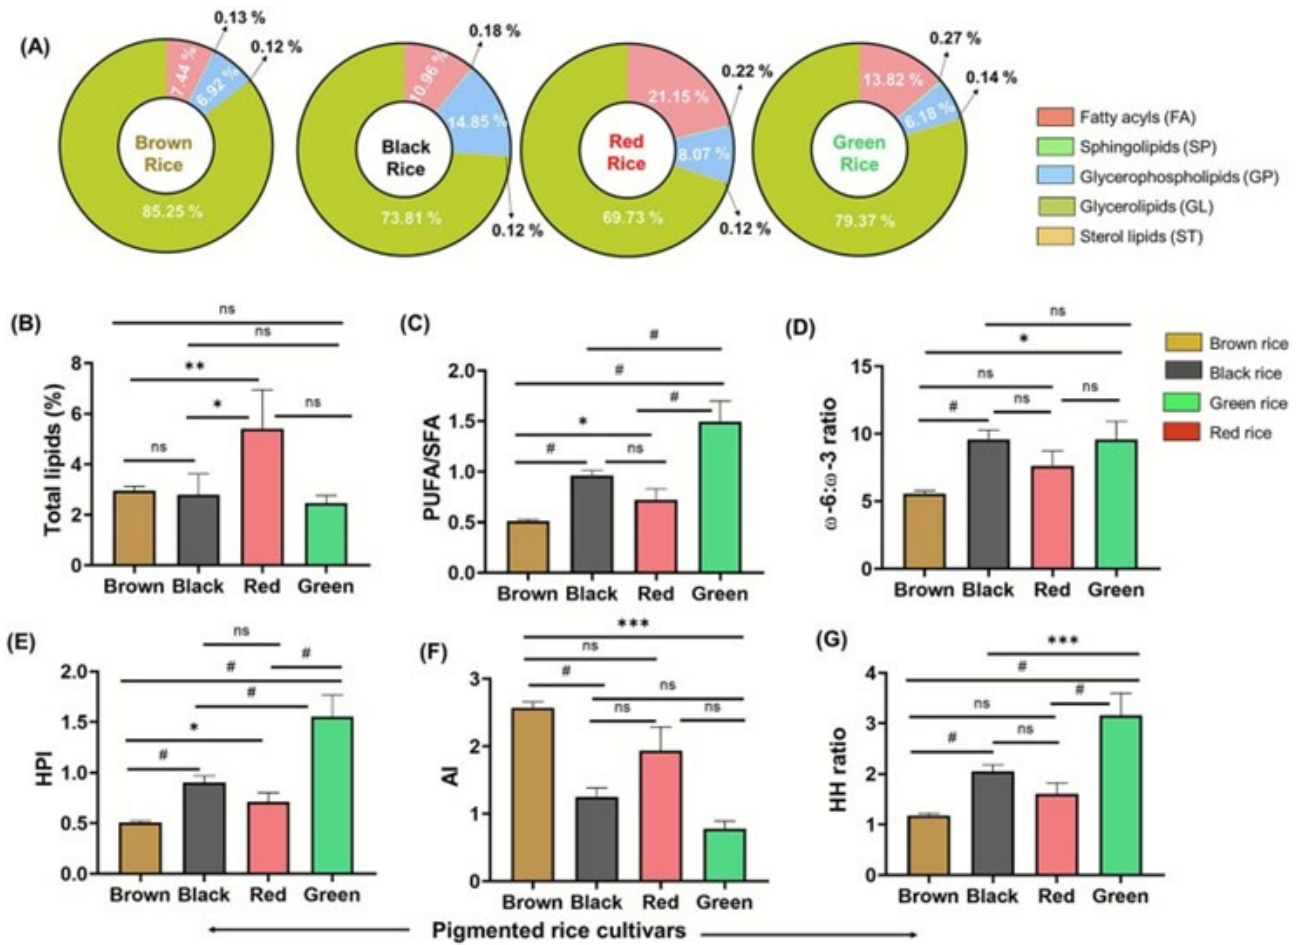 (A)
0.13 %
0.12 %
7.44 %
6.92 %
Brown
Rice
85.25 %
0.18 %
10.96 %
14.85 %
Black
Rice
73.81 %
0.12 %
0.22 %
21.15 %
8.07 %
Red
Rice
69.73 %
0.12 %
0.27 %
0.14 %
13.82 %
6.18 %
Green
Rice
79.37 %
Fatty acyls (FA)
Sphingolipids (SP)
Glycerophospholipids (GP)
Glycerolipids (GL)
Sterol lipids (ST)
(B)
ns
ns
**
*
ns
ns
Total lipids (%)
8
6
4
2
0
Brown Black Red Green
(C)
#
#
#
*
#
ns
PUFA/SFA
2.0
1.5
1.0
0.5
0.0
Brown Black Red Green
(D)
ns
*
ns
ns
#
ns
ω-6:ω-3 ratio
15
10
5
0
Brown Black Red Green
Brown rice
Black rice
Green rice
Red rice
(E)
ns
#
#
#
*
#
HPI
2.0
1.5
1.0
0.5
0.0
Brown Black Red Green
(F)
***
ns
#
ns
ns
ns
AI
3
2
1
0
Brown Black Red Green
(G)
***
#
#
ns
ns
#
HH ratio
4
3
2
1
0
Brown Black Red Green
Pigmented rice cultivars